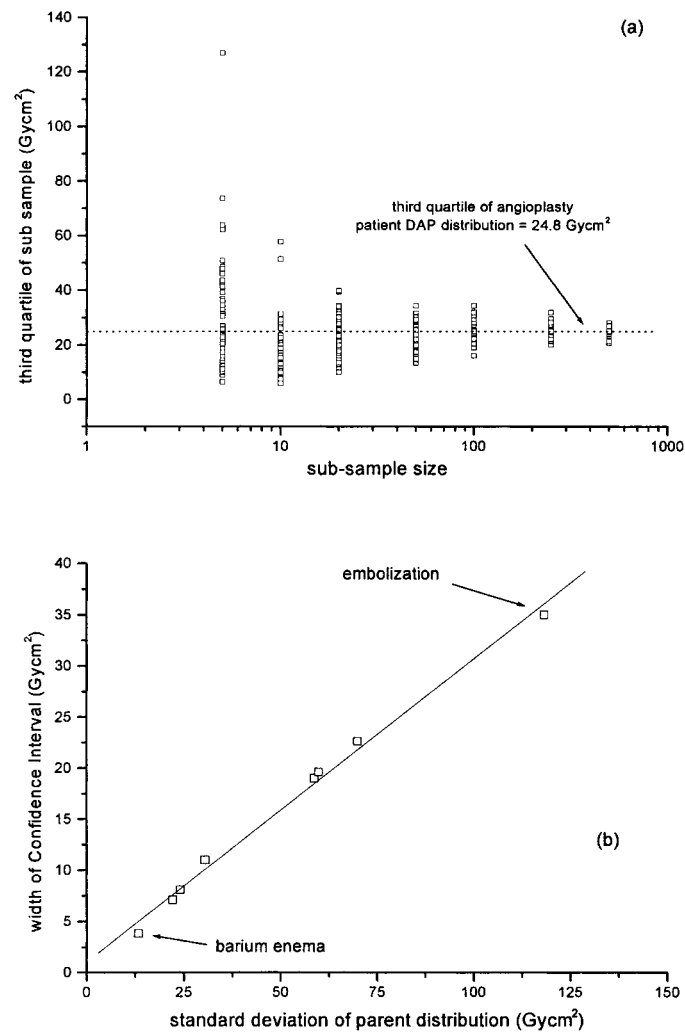 (a)
140
120
100
80
60
40
20
0
third quartile of sub sample (Gycm²)
third quartile of angioplasty
patient DAP distribution = 24.8 Gycm²
1
10
100
1000
sub-sample size
40
35
30
25
20
15
10
5
0
width of Confidence Interval (Gycm²)
embolization
(b)
barium enema
0
25
50
75
100
125
150
standard deviation of parent distribution (Gycm²)